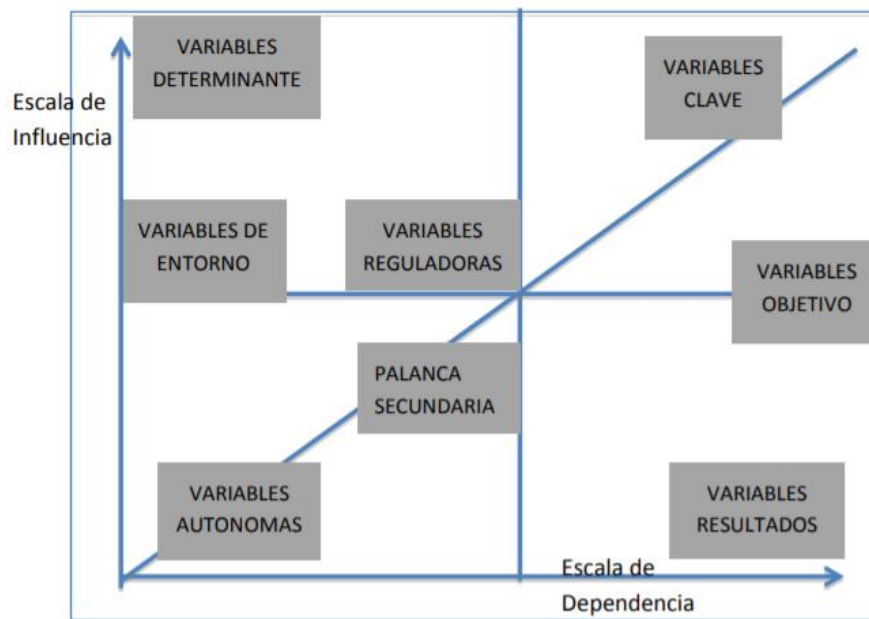 VARIABLES
DETERMINANTE
VARIABLES
CLAVE
Escala de
Influencia
VARIABLES DE
ENTORNO
VARIABLES
REGULADORAS
VARIABLES
OBJETIVO
PALANCA
SECUNDARIA
VARIABLES
AUTONOMAS
VARIABLES
RESULTADOS
Escala de
Dependencia